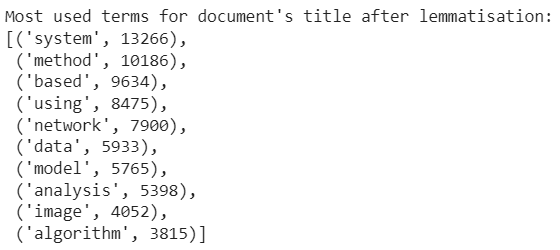 Most used terms for document's title after lemmatisation:
[('system', 13266),
('method', 10186),
('based', 9634),
('using', 8475),
('network', 7900),
('data', 5933),
('model', 5765),
('analysis', 5398),
('image', 4052),
('algorithm', 3815)]